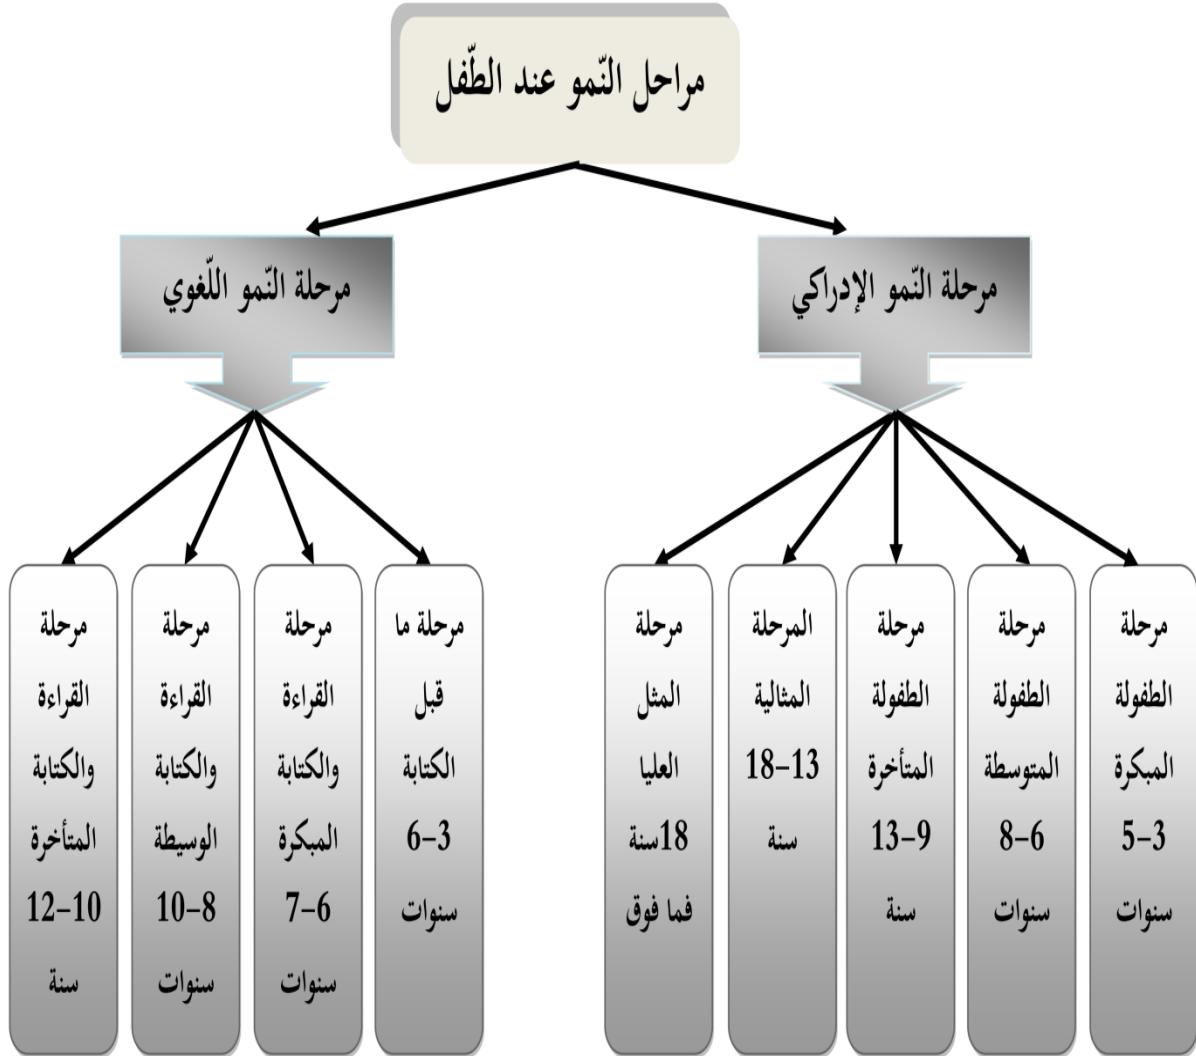 مراحل النّمو عند الطّفل
مرحلة النّمو الإدراكي
مرحلة النّمو اللّغوي
مرحلة
الطفولة
المبكرة
3–5
سنوات
مرحلة
الطفولة
المتوسطة
6–8
سنوات
مرحلة
الطفولة
المتأخرة
9–13
سنة
المرحلة
المثالية
13–18
سنة
مرحلة
المثل
العليا
18سنة
فما فوق
مرحلة ما
قبل
الكتابة
3–6
سنوات
مرحلة
القراءة
والكتابة
المبكرة
6–7
سنوات
مرحلة
القراءة
والكتابة
الوسيطة
8–10
سنوات
مرحلة
القراءة
والكتابة
المتأخرة
10–12
سنة